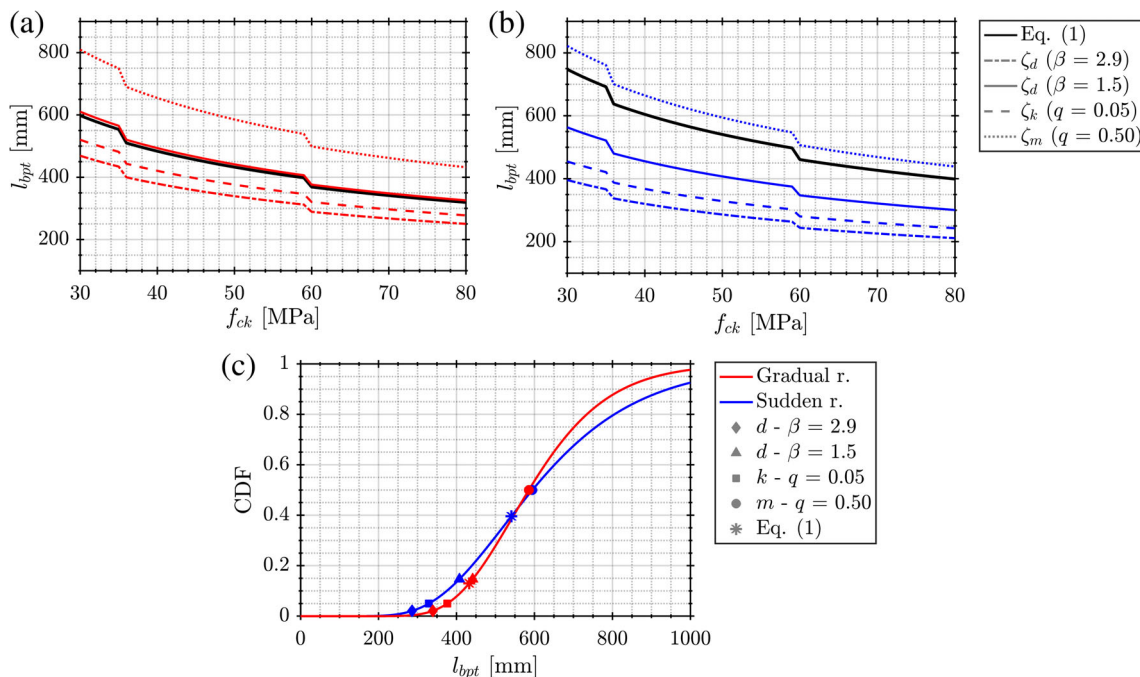 (a)
800
600
400
200
l_bpt [mm]
30 40 50 60 70 80
f_ck [MPa]
(b)
800
600
400
200
l_bpt [mm]
30 40 50 60 70 80
f_ck [MPa]
Eq. (1)
ζ_d (β = 2.9)
ζ_d (β = 1.5)
ζ_k (q = 0.05)
ζ_m (q = 0.50)
(c)
1
0.8
0.6
0.4
0.2
0
CDF
0 200 400 600 800 1000
l_bpt [mm]
Gradual r.
Sudden r.
d - β = 2.9
d - β = 1.5
k - q = 0.05
m - q = 0.50
Eq. (1)